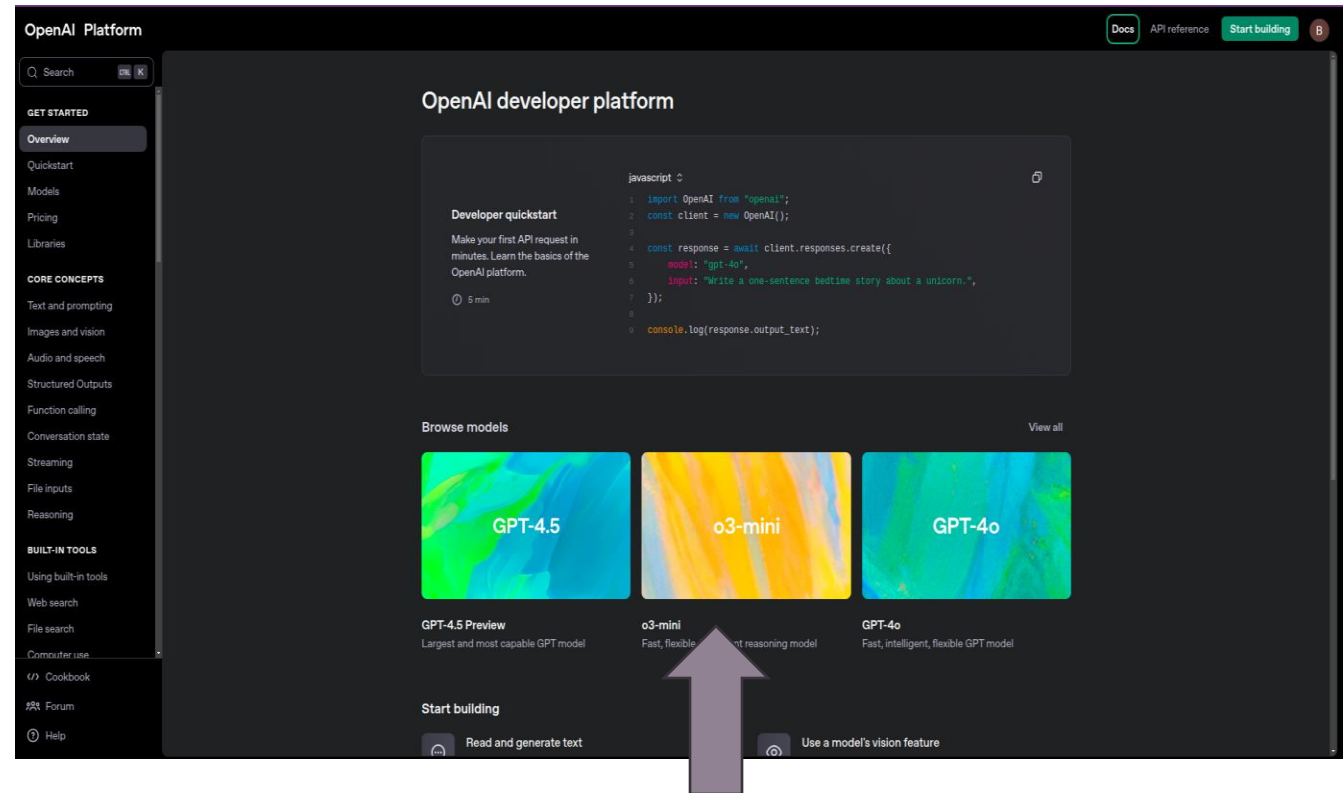 OpenAI Platform
Docs API reference Start building B
Search CTRL K
GET STARTED
Overview
Quickstart
Models
Pricing
Libraries
CORE CONCEPTS
Text and prompting
Images and vision
Audio and speech
Structured Outputs
Function calling
Conversation state
Streaming
File inputs
Reasoning
BUILT-IN TOOLS
Using built-in tools
Web search
File search
Computer use
Cookbook
Forum
Help
OpenAI developer platform
Developer quickstart
Make your first API request in
minutes. Learn the basics of the
OpenAI platform.
5 min
javascript
1 import OpenAI from "openai";
2 const client = new OpenAI();
3
4 const response = await client.responses.create({
5 model: "gpt-4o",
6 input: "Write a one-sentence bedtime story about a unicorn.",
7 });
8
9 console.log(response.output_text);
Browse models View all
GPT-4.5
o3-mini
GPT-4o
GPT-4.5 Preview
Largest and most capable GPT model
o3-mini
Fast, flexible reasoning model
GPT-4o
Fast, intelligent, flexible GPT model
Start building
Read and generate text
Use a model's vision feature